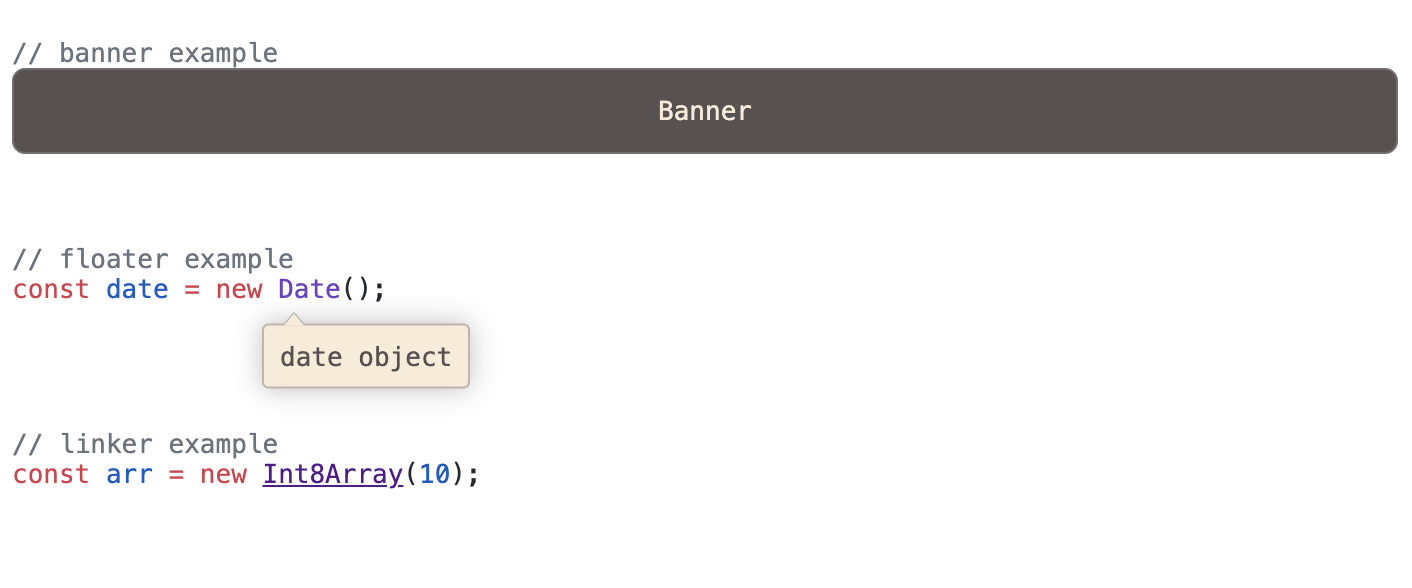 // banner example
Banner
// floater example
const date = new Date();
date object
// linker example
const arr = new Int8Array(10);